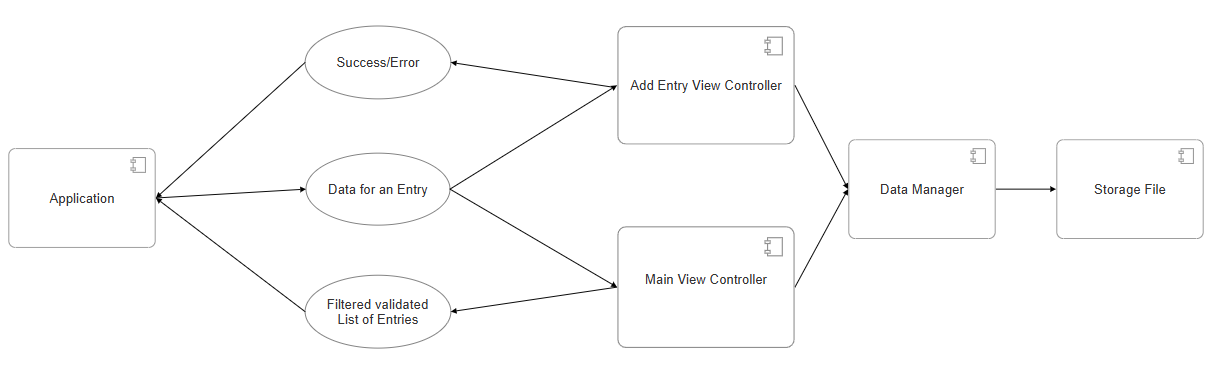 Success/Error
Add Entry View Controller
Application
Data for an Entry
Data Manager
Storage File
Main View Controller
Filtered validated
List of Entries